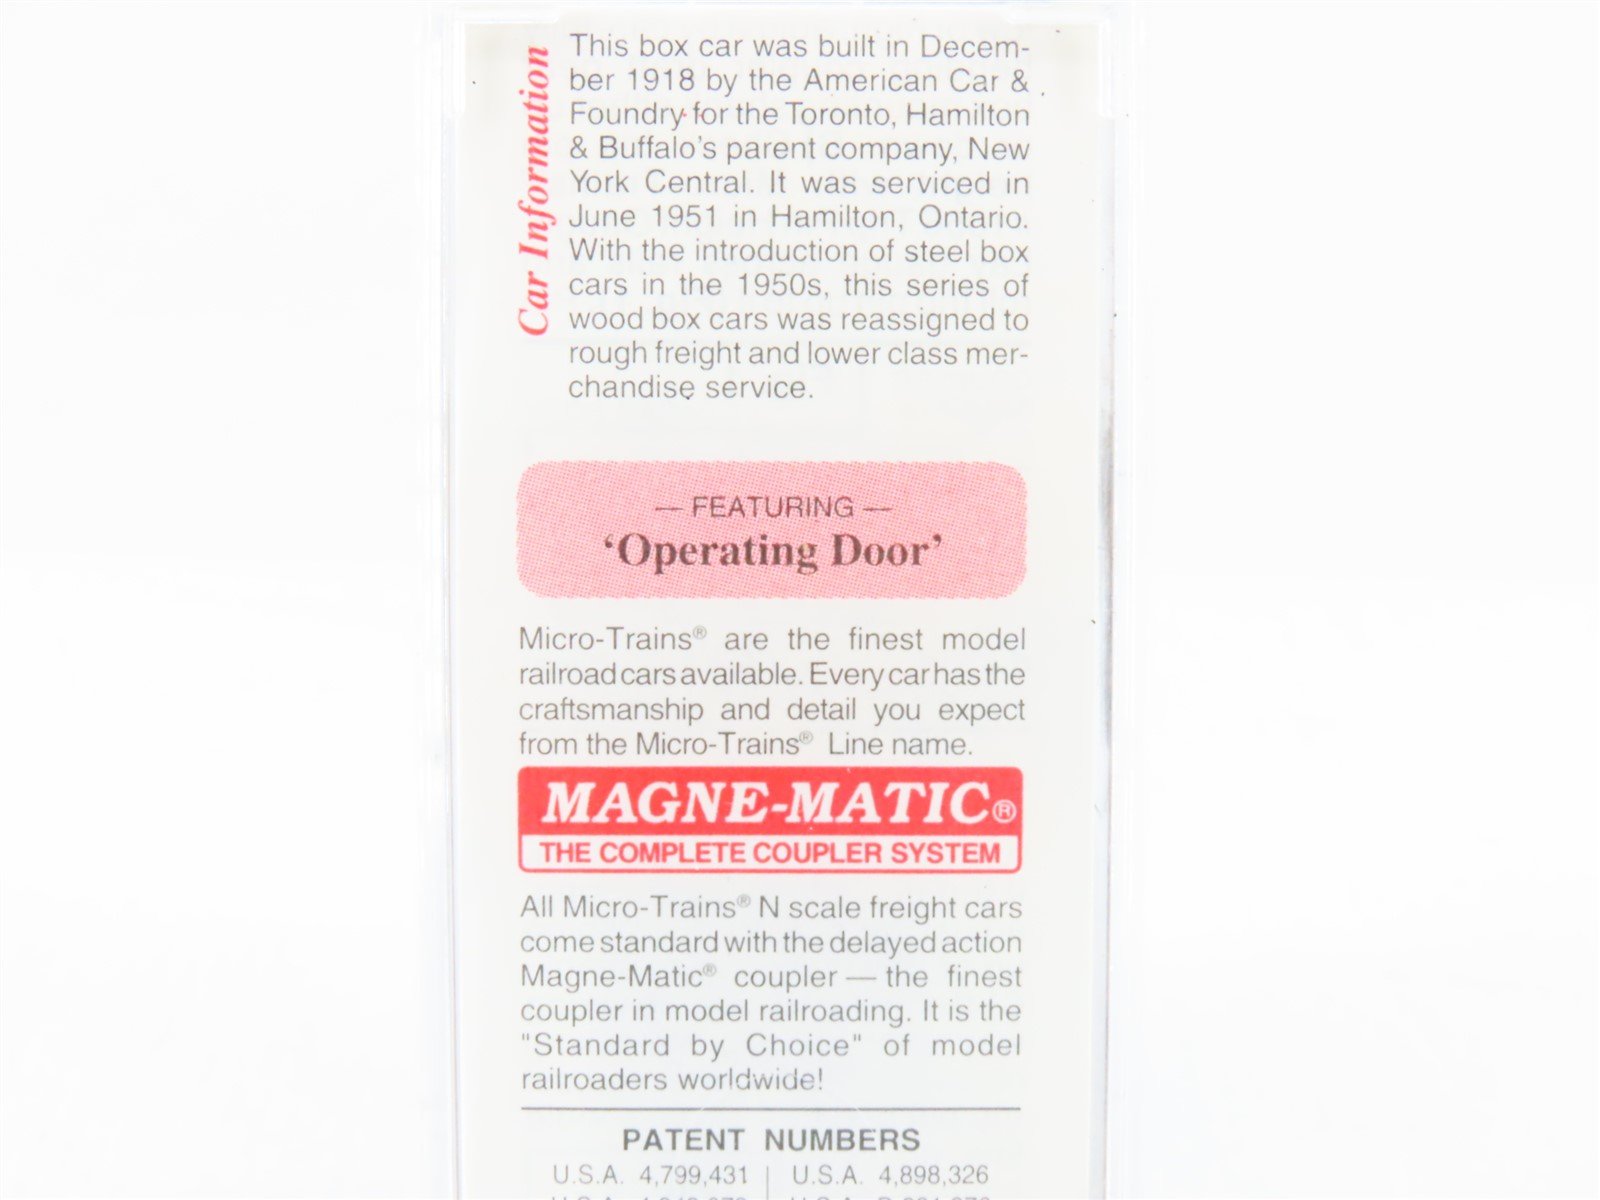 Car Information
This box car was built in Decem-
ber 1918 by the American Car &
Foundry for the Toronto, Hamilton
& Buffalo's parent company, New
York Central. It was serviced in
June 1951 in Hamilton, Ontario.
With the introduction of steel box
cars in the 1950s, this series of
wood box cars was reassigned to
rough freight and lower class mer-
chandise service.
— FEATURING —
'Operating Door'
Micro-Trains® are the finest model
railroad cars available. Every car has the
craftsmanship and detail you expect
from the Micro-Trains® Line name.
MAGNE-MATIC®
THE COMPLETE COUPLER SYSTEM
All Micro-Trains® N scale freight cars
come standard with the delayed action
Magne-Matic® coupler — the finest
coupler in model railroading. It is the
"Standard by Choice" of model
railroaders worldwide!
PATENT NUMBERS
U.S.A. 4,799,431 | U.S.A. 4,898,326